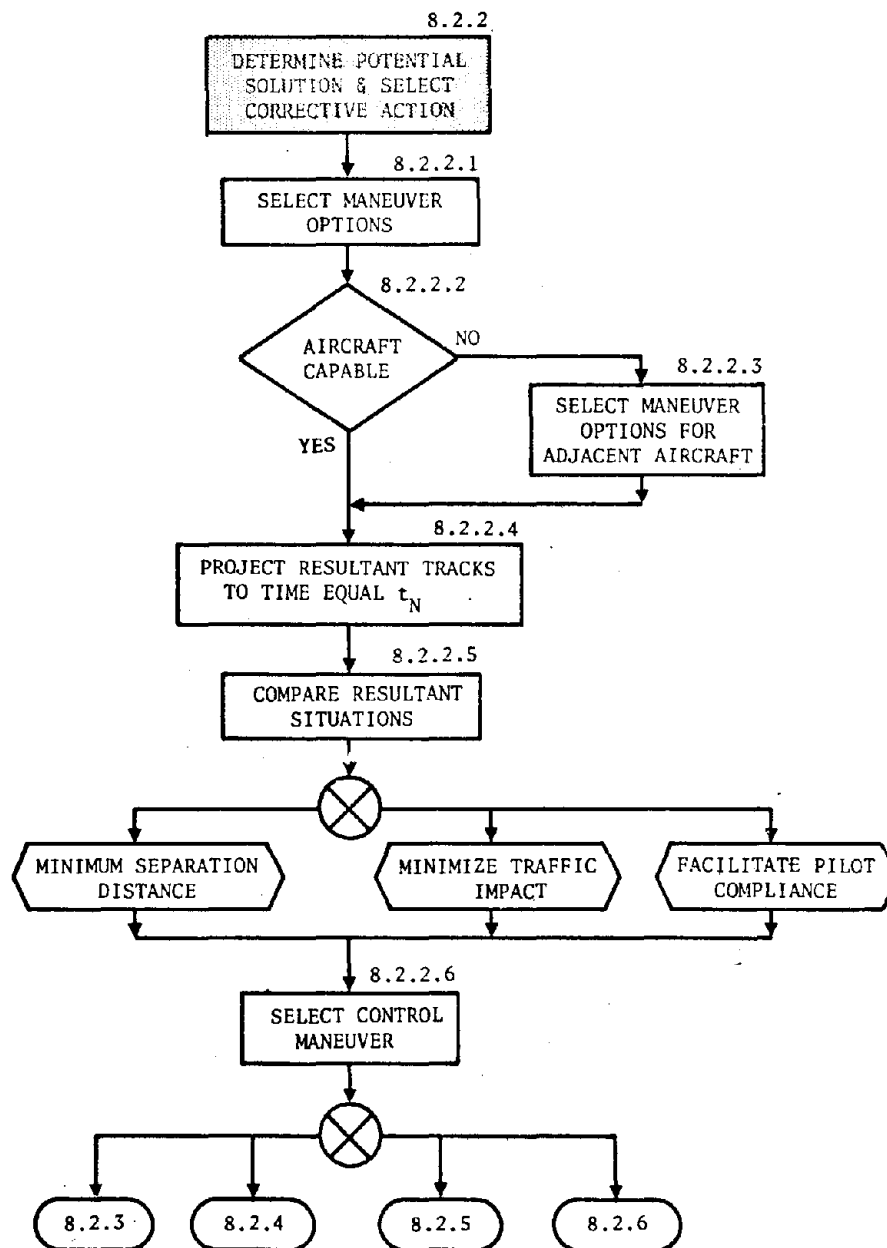 8.2.2
DETERMINE POTENTIAL
SOLUTION & SELECT
CORRECTIVE ACTION
8.2.2.1
SELECT MANEUVER
OPTIONS
8.2.2.2
AIRCRAFT
CAPABLE
NO
YES
8.2.2.3
SELECT MANEUVER
OPTIONS FOR
ADJACENT AIRCRAFT
8.2.2.4
PROJECT RESULTANT TRACKS
TO TIME EQUAL t_N
8.2.2.5
COMPARE RESULTANT
SITUATIONS
MINIMUM SEPARATION
DISTANCE
MINIMIZE TRAFFIC
IMPACT
FACILITATE PILOT
COMPLIANCE
8.2.2.6
SELECT CONTROL
MANEUVER
8.2.3
8.2.4
8.2.5
8.2.6